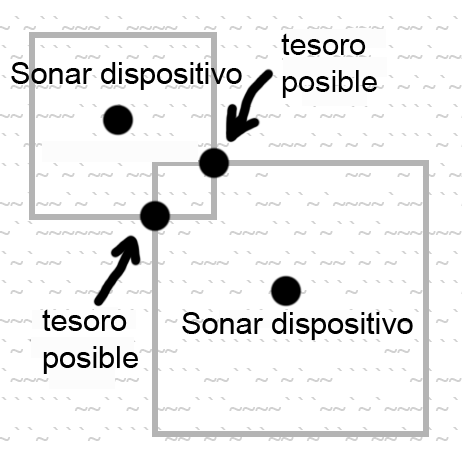 tesoro
posible
Sonar dispositivo
tesoro
posible
Sonar dispositivo